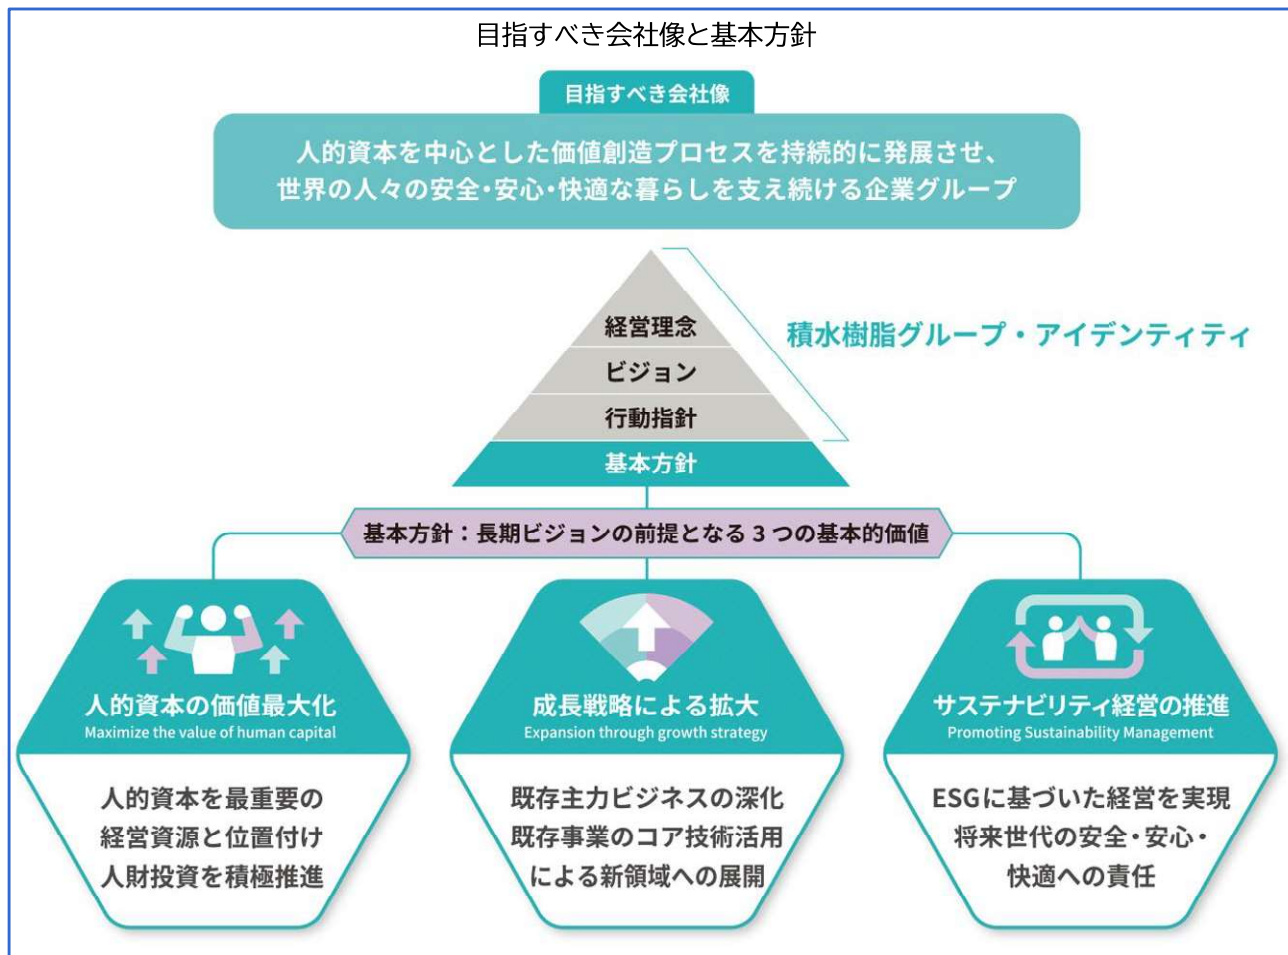 目指すべき会社像と基本方針
目指すべき会社像
人的資本を中心とした価値創造プロセスを持続的に発展させ、
世界の人々の安全・安心・快適な暮らしを支え続ける企業グループ
経営理念
積水樹脂グループ・アイデンティティ
ビジョン
行動指針
基本方針
基本方針：長期ビジョンの前提となる 3 つの基本的価値
人的資本の価値最大化
Maximize the value of human capital
人的資本を最重要の
経営資源と位置付け
人財投資を積極推進
成長戦略による拡大
Expansion through growth strategy
既存主力ビジネスの深化
既存事業のコア技術活用
による新領域への展開
サステナビリティ経営の推進
Promoting Sustainability Management
ESGに基づいた経営を実現
将来世代の安全・安心・
快適への責任